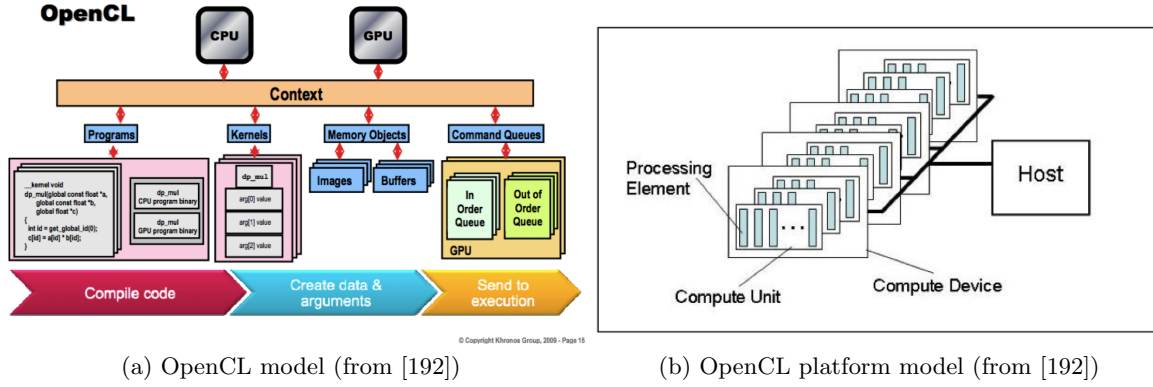 OpenCL
CPU
GPU
Context
Programs
Kernels
Memory Objects
Command Queues
__kernel void
dp_mul(global const float *a,
global const float *b,
global float *c)
{
int id = get_global_id(0);
c[id] = a[id] * b[id];
}
dp_mul
CPU program binary
dp_mul
GPU program binary
dp_mul
arg[0] value
arg[1] value
arg[2] value
Images
Buffers
In
Order
Queue
Out of
Order
Queue
GPU
Compile code
Create data &
arguments
Send to
execution
© Copyright Khronos Group, 2009 - Page 15
(a) OpenCL model (from [192])
Processing
Element
Host
Compute Unit
Compute Device
(b) OpenCL platform model (from [192])